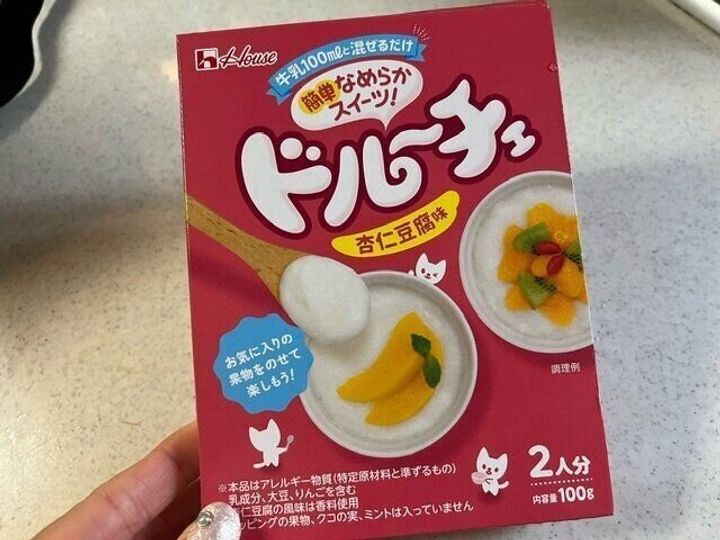 House
牛乳100mlと混ぜるだけ
簡単なめらか
スイーツ!
ドルーチェ
杏仁豆腐味
お気に入りの
果物をのせて
楽しもう!
調理例
2人分
内容量100g
※本品はアレルギー物質(特定原材料と準ずるもの)
乳成分、大豆、りんごを含む
仁豆腐の風味は香料使用
ッピングの果物、クコの実、ミントは入っていません